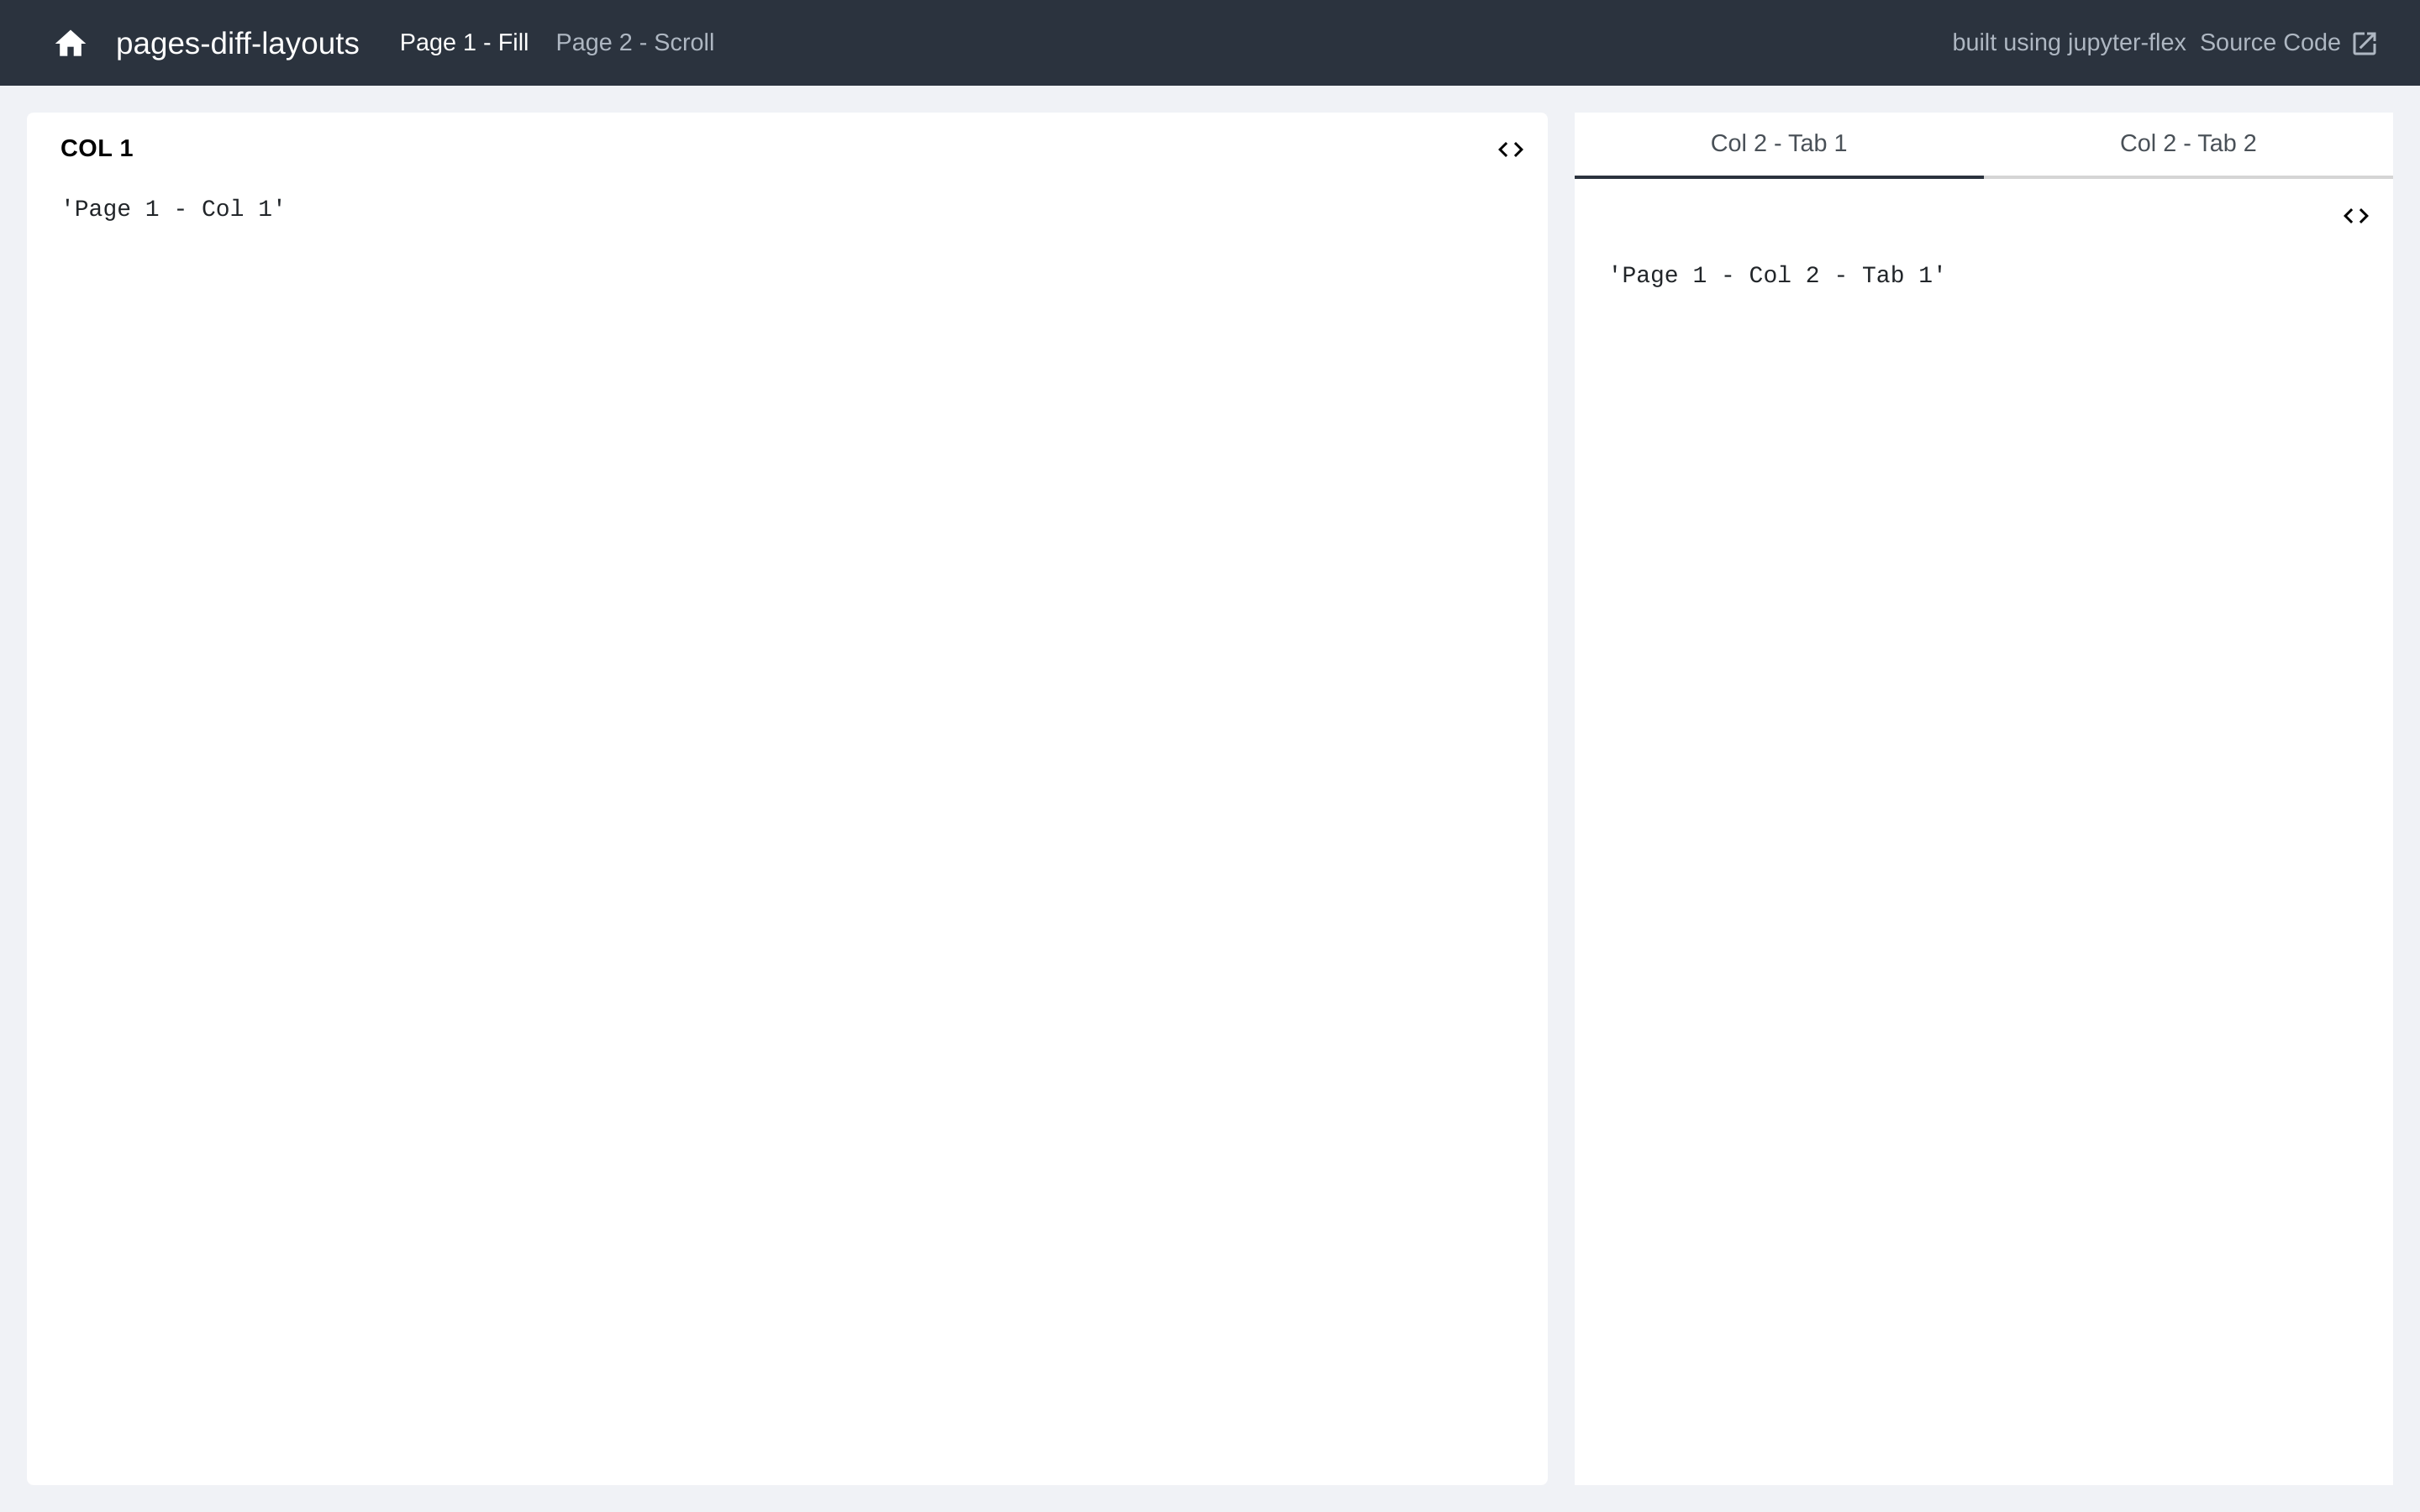 pages-diff-layouts Page 1 - Fill Page 2 - Scroll built using jupyter-flex Source Code
COL 1
'Page 1 - Col 1'
Col 2 - Tab 1 Col 2 - Tab 2
'Page 1 - Col 2 - Tab 1'